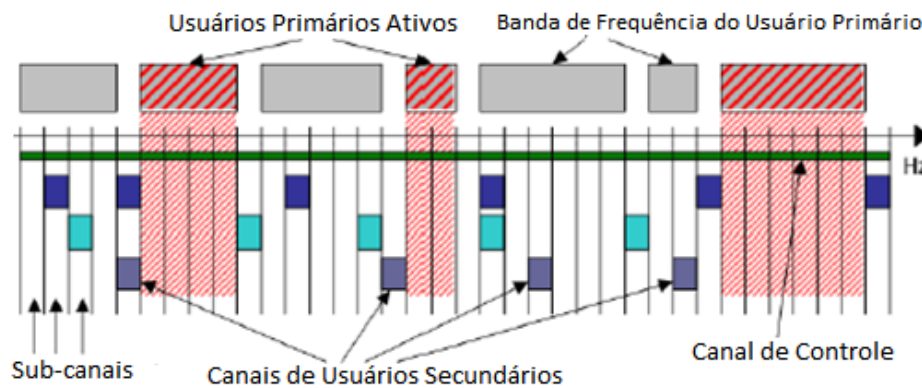 Usuários Primários Ativos
Banda de Frequência do Usuário Primário
Hz
Sub-canais
Canais de Usuários Secundários
Canal de Controle